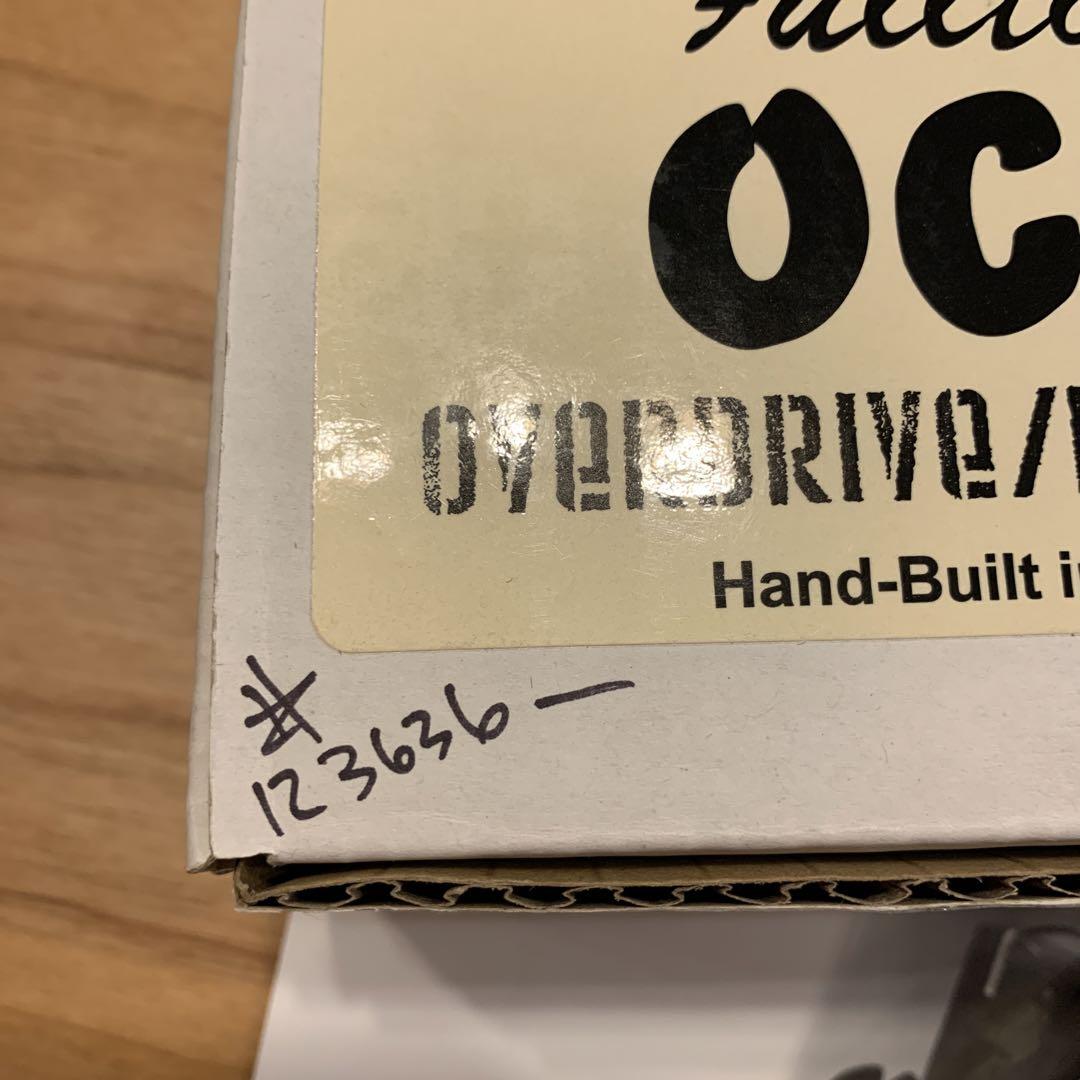 OC
OVERDRIVE/
Hand-Built
#
123636—